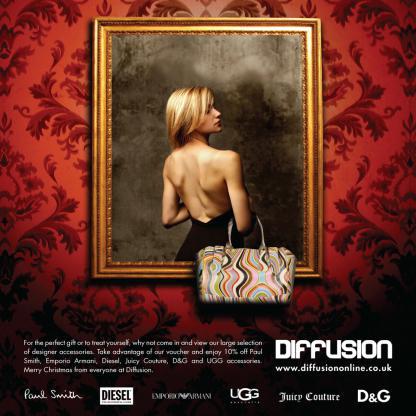 For the perfect gift or to treat yourself, why not come in and view our large selection
of designer accessories. Take advantage of our voucher and enjoy 10% off Paul
Smith, Emporio Armani, Diesel, Juicy Couture, D&G and UGG accessories.
Merry Christmas from everyone at Diffusion.
DIFFUSION
www.diffusiononline.co.uk
Paul Smith DIESEL EMPORIO ARMANI UGG Juicy Couture D&G